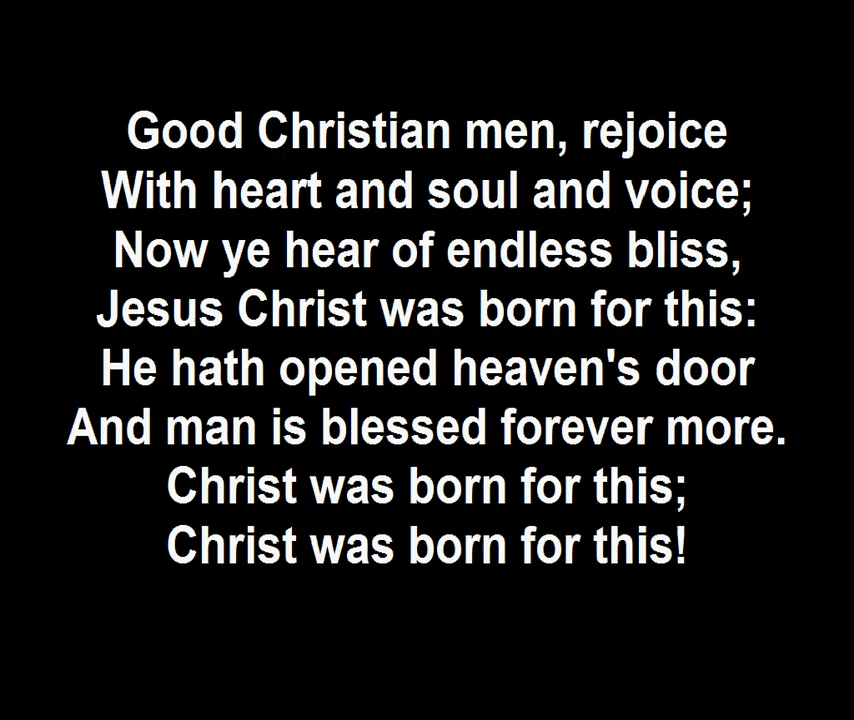 Good Christian men, rejoice
With heart and soul and voice;
Now ye hear of endless bliss,
Jesus Christ was born for this:
He hath opened heaven's door
And man is blessed forever more.
Christ was born for this;
Christ was born for this!